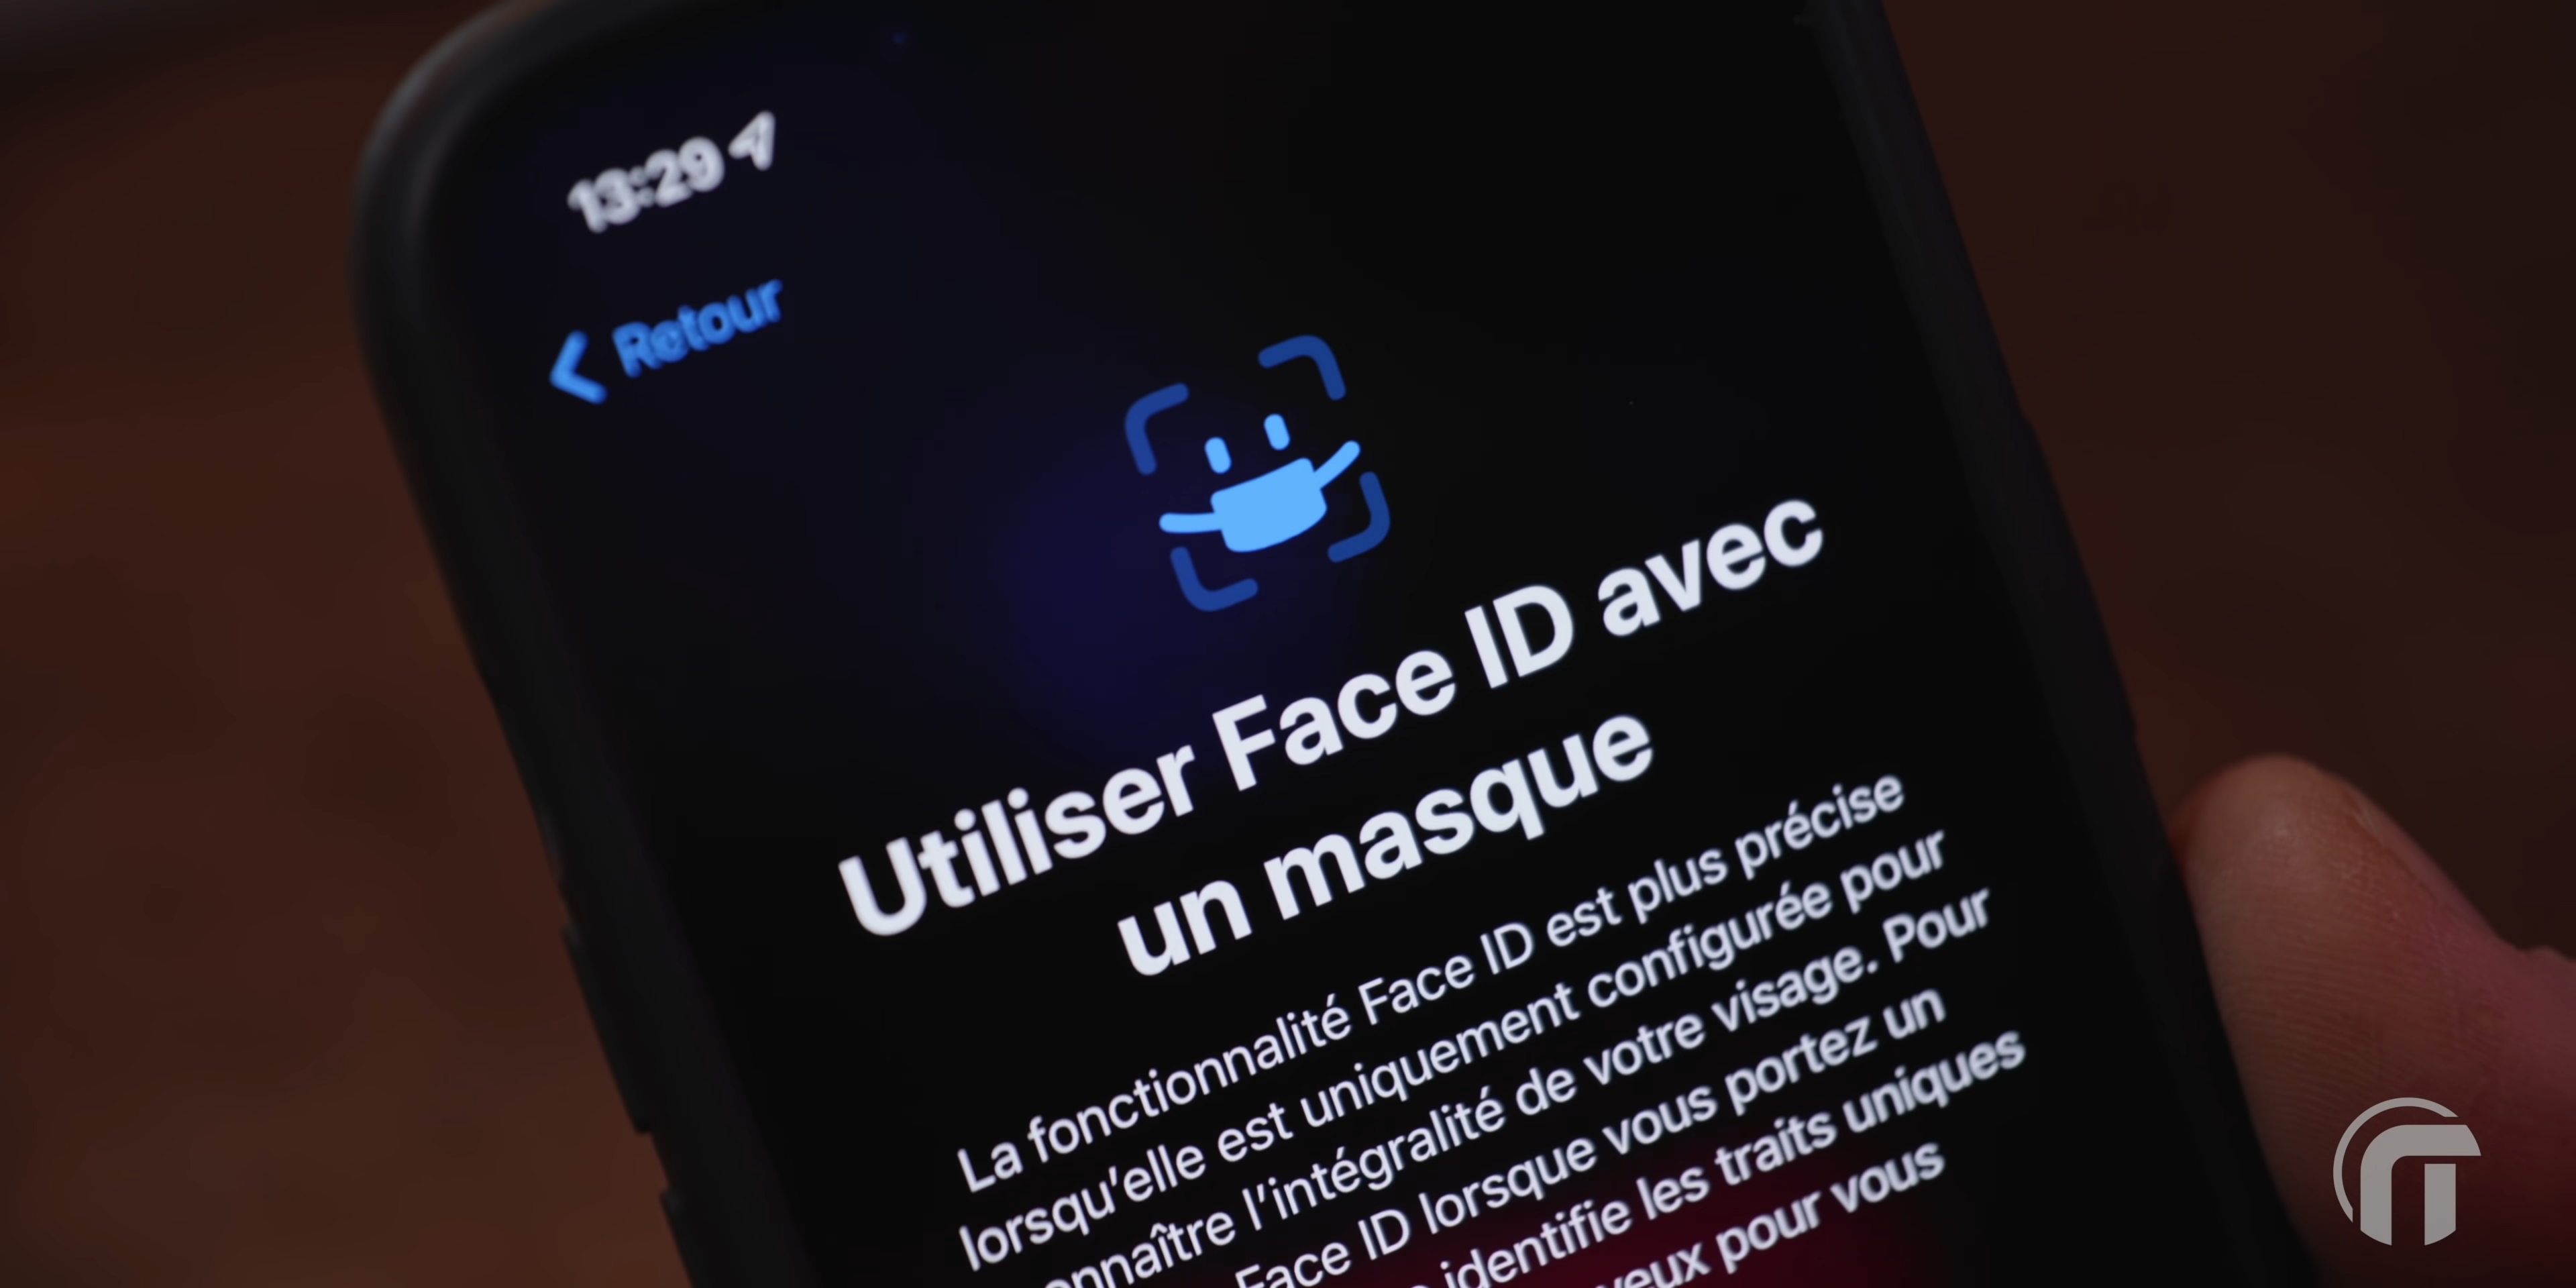 13:29
Retour
Utiliser Face ID avec
un masque
La fonctionnalité Face ID est plus précise
lorsqu'elle est uniquement configurée pour
l'intégralité de votre visage. Pour
Face ID lorsque vous portez un
identifie les traits uniques
yeux pour vous